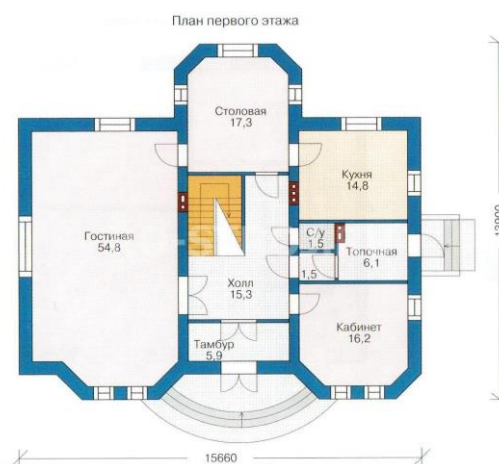 План первого этажа
Столовая
17.3
Кухня
14.8
Гостиная
54.8
С/у
1.5
Топочная
6.1
1,5
Холл
15.3
Кабинет
16.2
Тамбур
5.9
15660